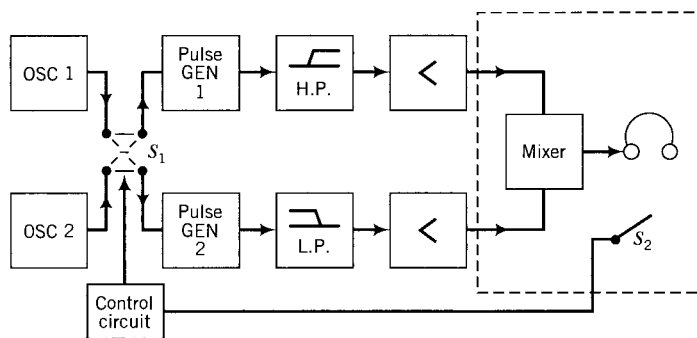 OSC 1
Pulse
GEN
1
H.P.
<
S1
Mixer
OSC 2
Pulse
GEN
2
L.P.
<
S2
Control
circuit